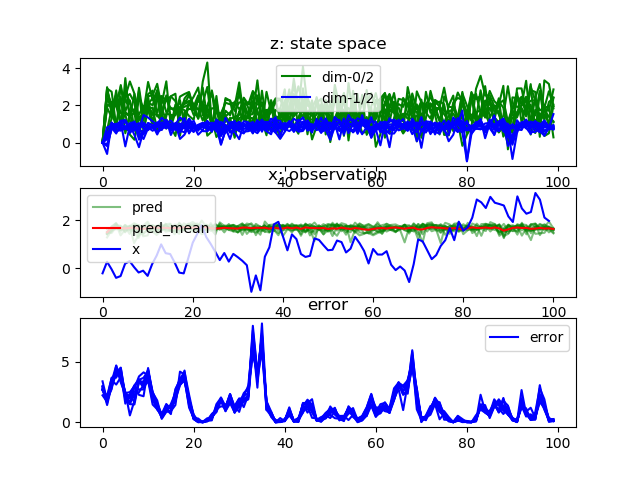 z: state space
4
2
0
dim-0/2
dim-1/2
0 20 40 60 80 100
x: observation
2
0
pred
pred_mean
x
0 20 40 60 80 100
error
5
0
error
0 20 40 60 80 100